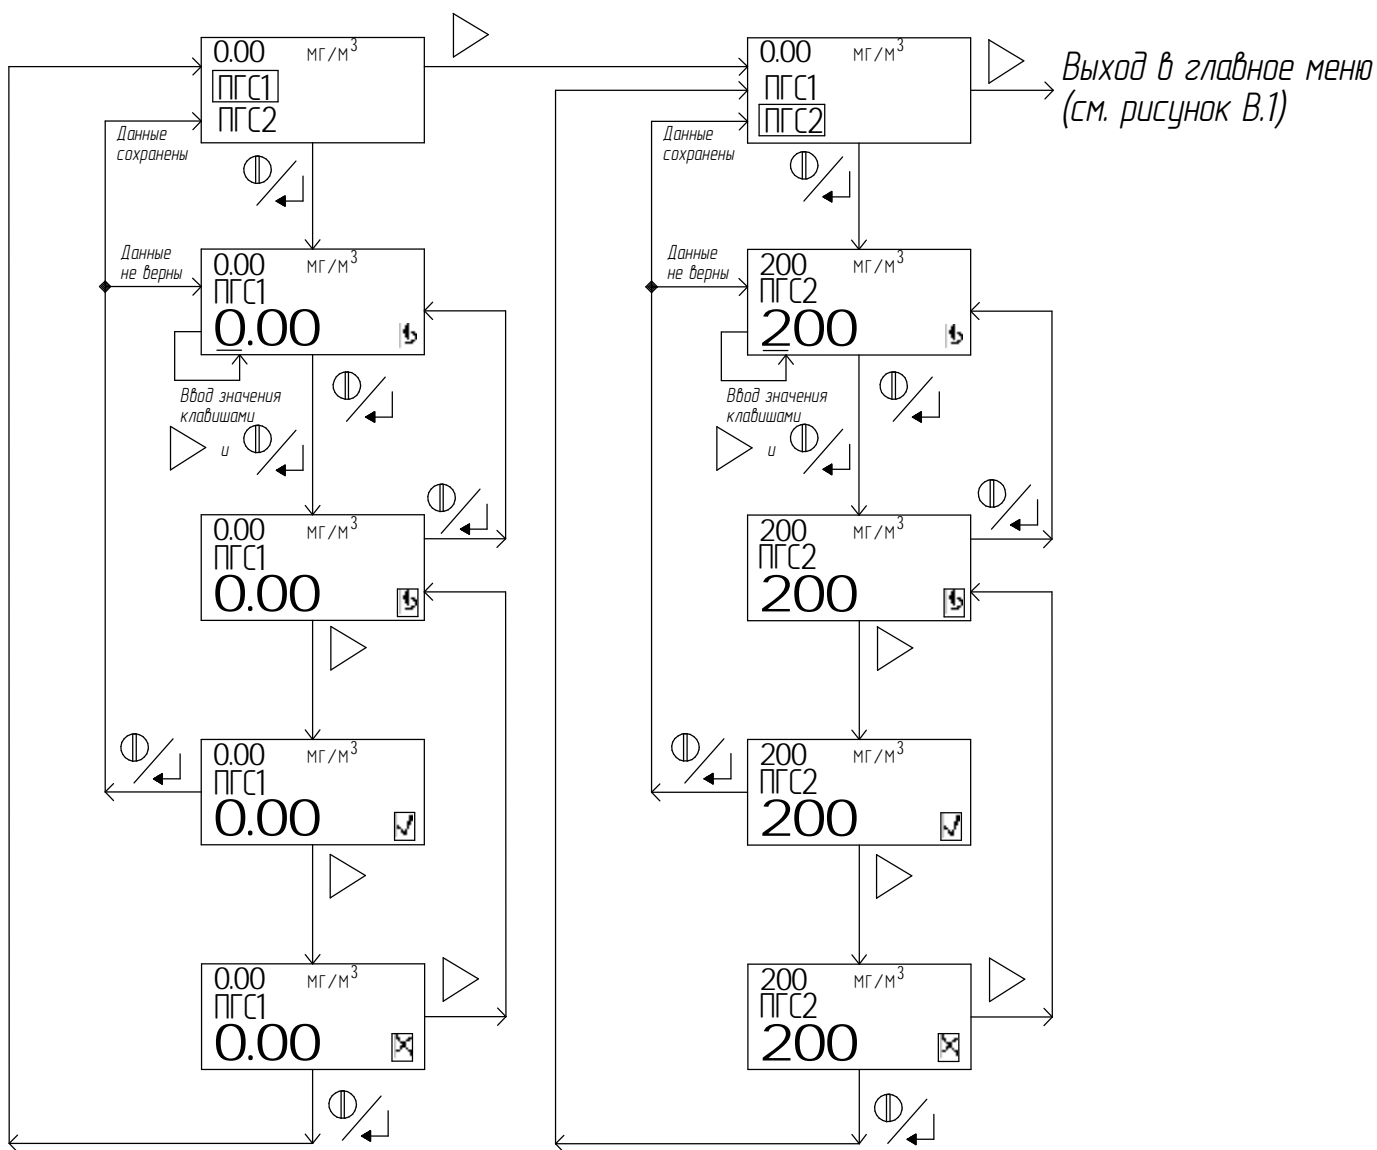 0.00 мг/м³
ПГС1
ПГС2
0.00 мг/м³
ПГС1
ПГС2
Выход в главное меню
(см. рисунок В.1)
Данные
сохранены
Данные
сохранены
Данные
не верны
0.00 мг/м³
ПГС1
0.00
Данные
не верны
200 мг/м³
ПГС2
200
Ввод значения
клавишами
и
Ввод значения
клавишами
и
0.00 мг/м³
ПГС1
0.00
200 мг/м³
ПГС2
200
0.00 мг/м³
ПГС1
0.00
200 мг/м³
ПГС2
200
0.00 мг/м³
ПГС1
0.00
200 мг/м³
ПГС2
200